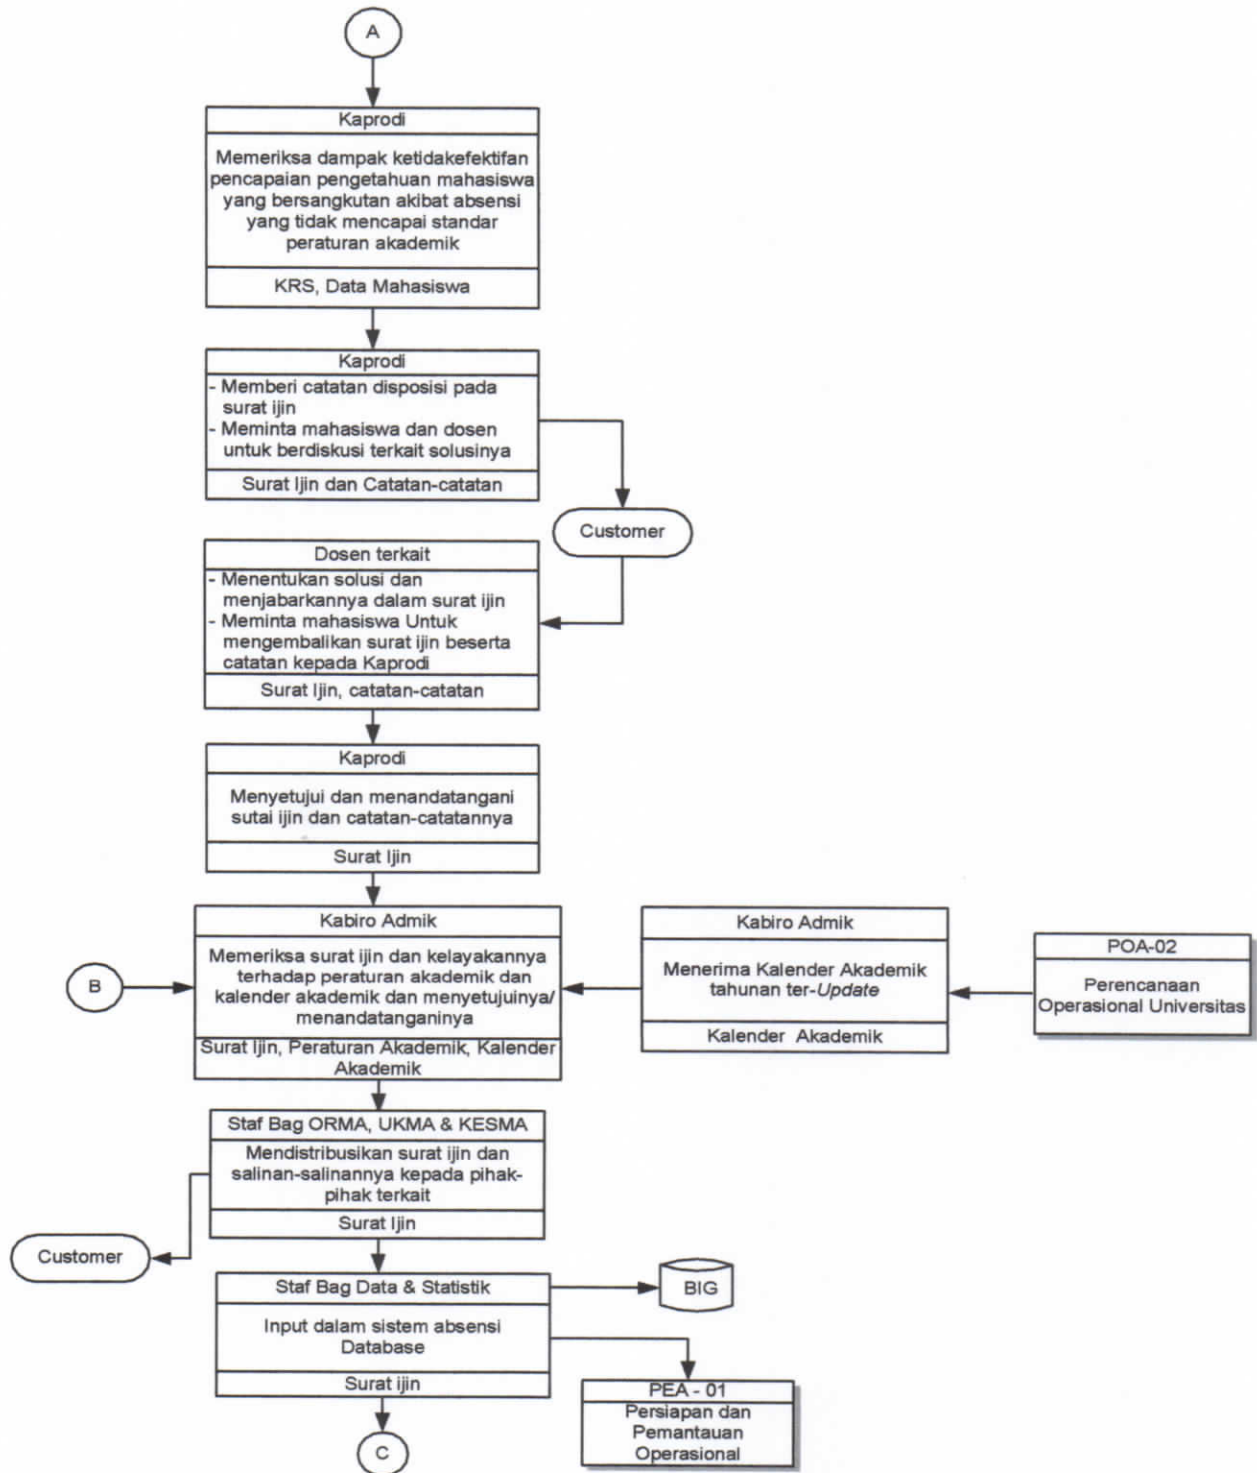 A
Kaprodi
Memeriksa dampak ketidakefektifan
pencapaian pengetahuan mahasiswa
yang bersangkutan akibat absensi
yang tidak mencapai standar
peraturan akademik
KRS, Data Mahasiswa
Kaprodi
- Memberi catatan disposisi pada
surat ijin
- Meminta mahasiswa dan dosen
untuk berdiskusi terkait solusinya
Surat Ijin dan Catatan-catatan
Customer
Dosen terkait
- Menentukan solusi dan
menjabarkannya dalam surat ijin
- Meminta mahasiswa Untuk
mengembalikan surat ijin beserta
catatan kepada Kaprodi
Surat Ijin, catatan-catatan
Kaprodi
Menyetujui dan menandatangani
sutai ijin dan catatan-catatannya
Surat Ijin
B
Kabiro Admik
Memeriksa surat ijin dan kelayakannya
terhadap peraturan akademik dan
kalender akademik dan menyetujuinya/
menandatanganinya
Surat Ijin, Peraturan Akademik, Kalender
Akademik
Kabiro Admik
Menerima Kalender Akademik
tahunan ter-Update
Kalender Akademik
POA-02
Perencanaan
Operasional Universitas
Staf Bag ORMA, UKMA & KESMA
Mendistribusikan surat ijin dan
salinan-salinannya kepada pihak-
pihak terkait
Surat Ijin
Customer
Staf Bag Data & Statistik
Input dalam sistem absensi
Database
Surat ijin
BIG
PEA - 01
Persiapan dan
Pemantauan
Operasional
C